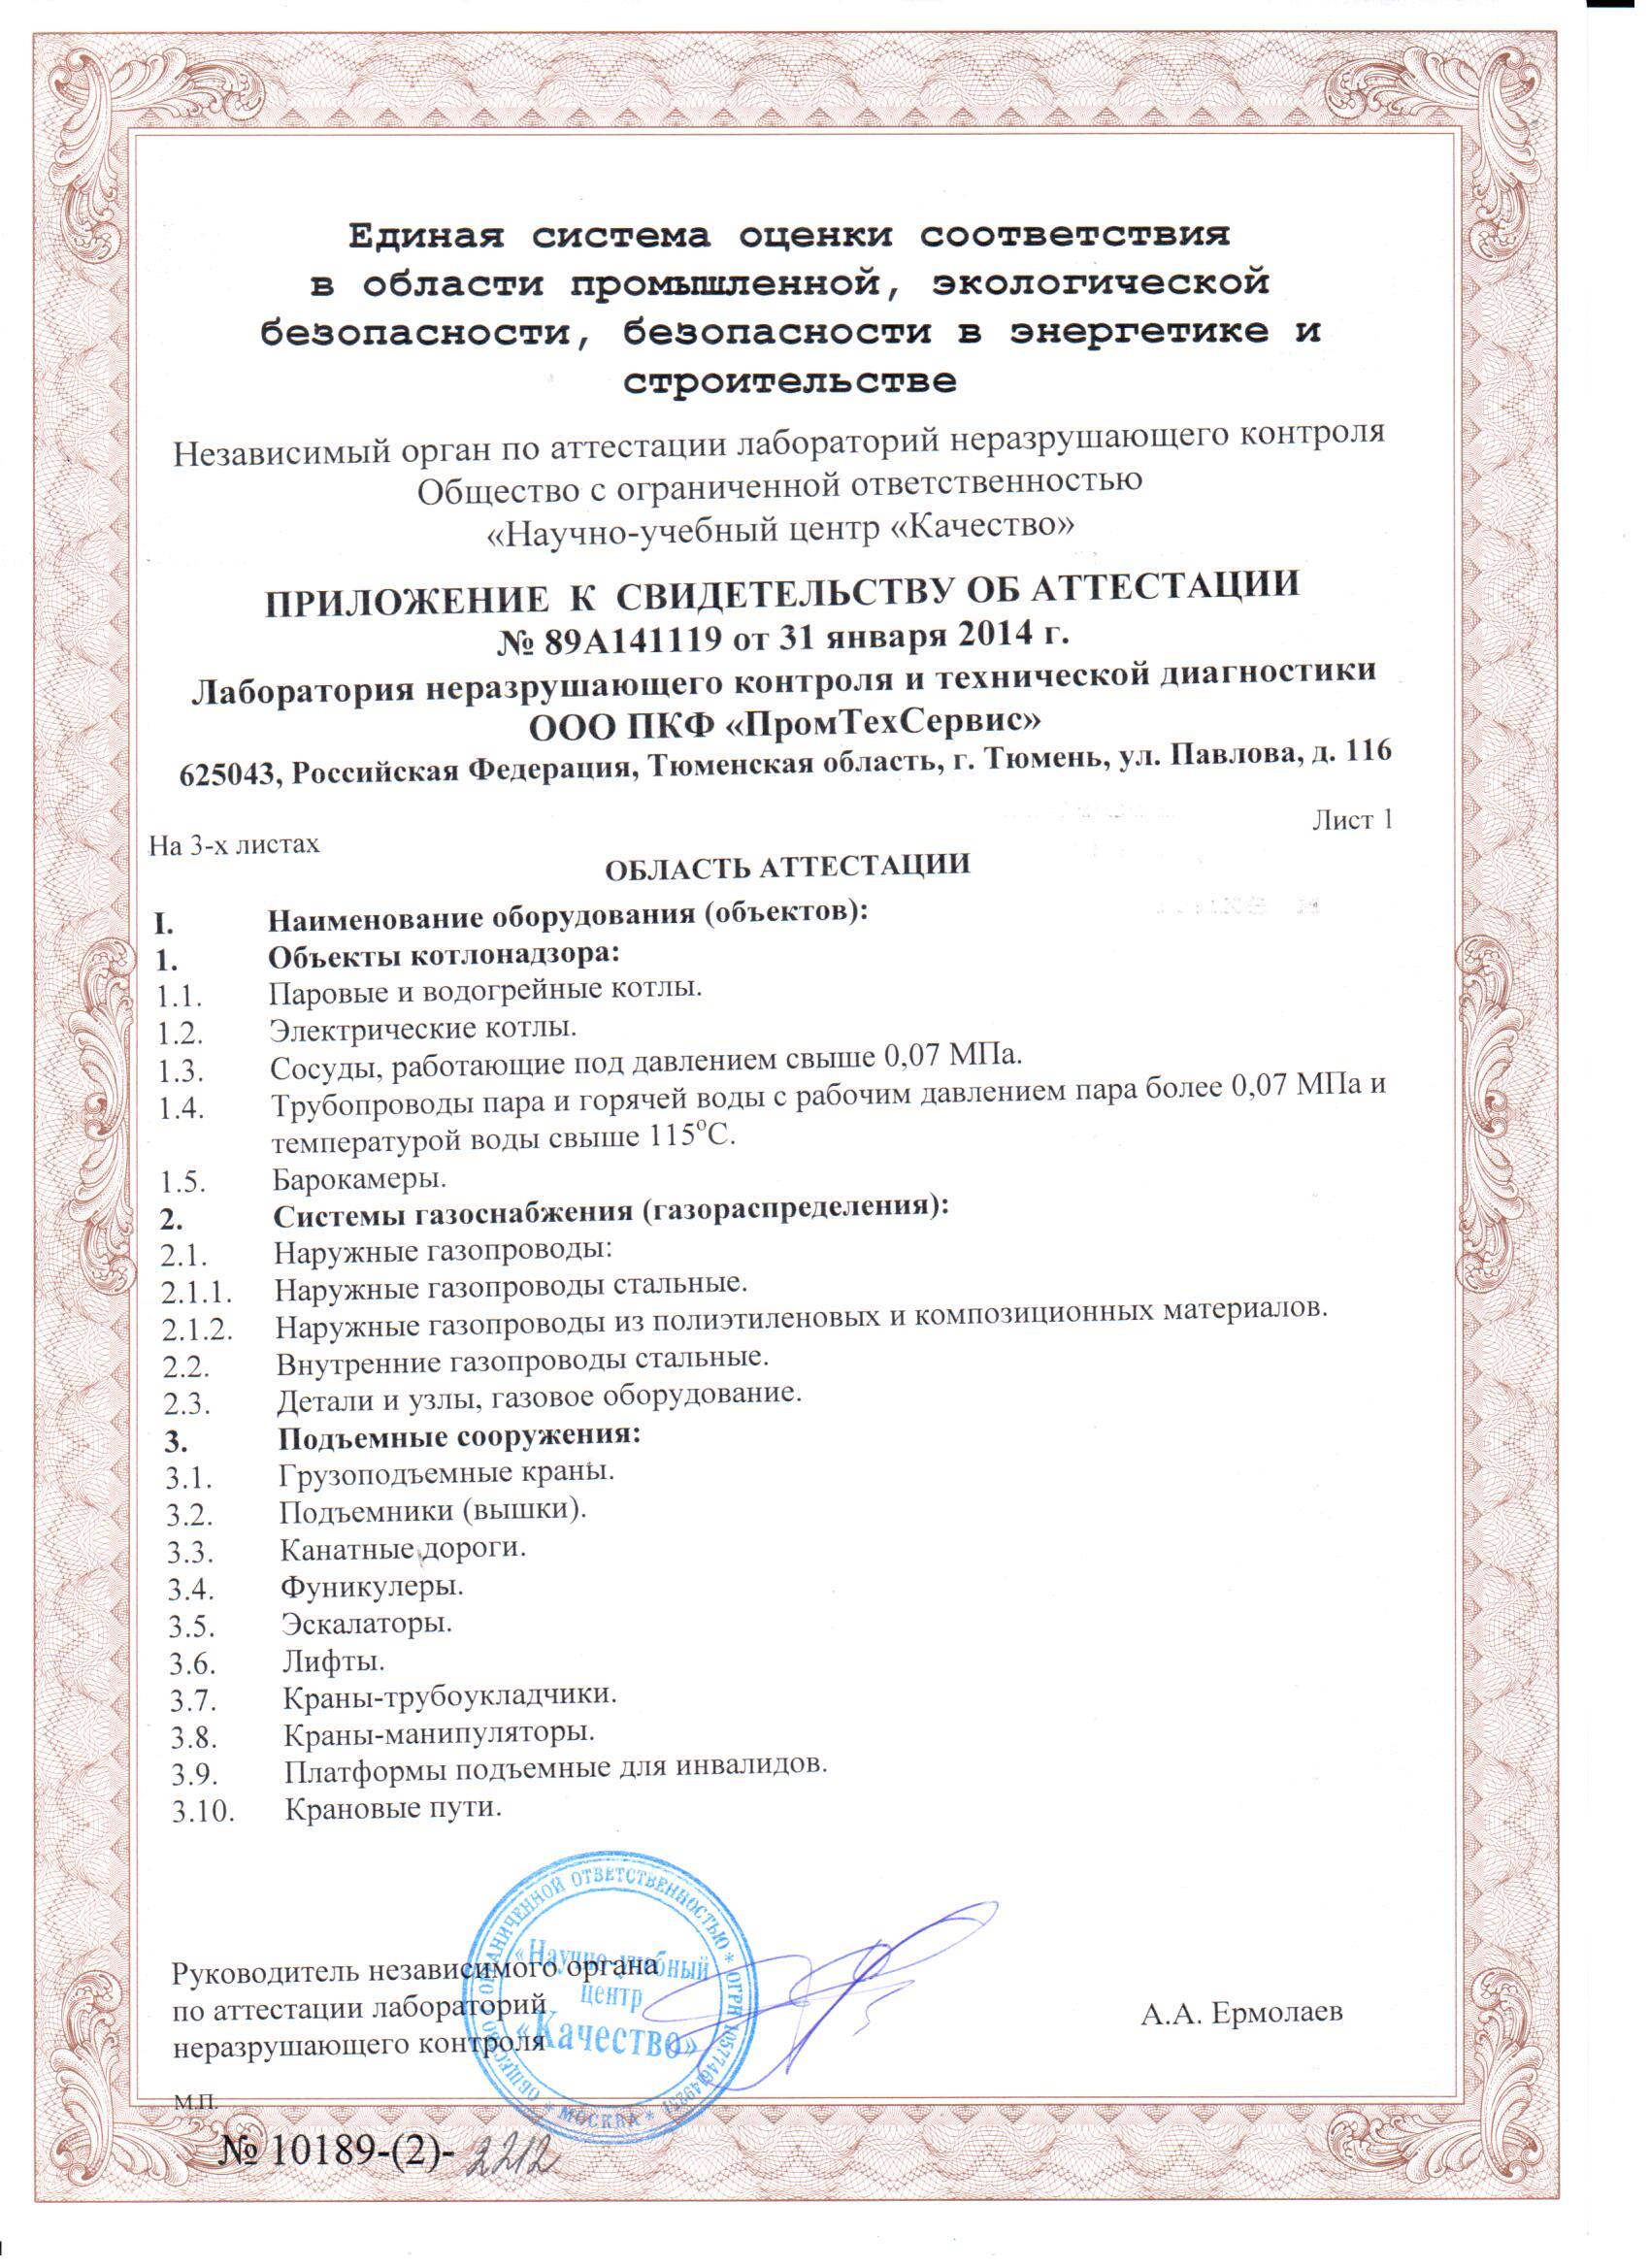 Единая система оценки соответствия
в области промышленной, экологической
безопасности, безопасности в энергетике и
строительстве
Независимый орган по аттестации лабораторий неразрушающего контроля
Общество с ограниченной ответственностью
«Научно-учебный центр «Качество»
ПРИЛОЖЕНИЕ К СВИДЕТЕЛЬСТВУ ОБ АТТЕСТАЦИИ
№ 89А141119 от 31 января 2014 г.
Лаборатория неразрушающего контроля и технической диагностики
ООО ПКФ «ПромТехСервис»
625043, Российская Федерация, Тюменская область, г. Тюмень, ул. Павлова, д. 116
На 3-х листах Лист 1
ОБЛАСТЬ АТТЕСТАЦИИ
I. Наименование оборудования (объектов):
1. Объекты котлонадзора:
1.1. Паровые и водогрейные котлы.
1.2. Электрические котлы.
1.3. Сосуды, работающие под давлением свыше 0,07 МПа.
1.4. Трубопроводы пара и горячей воды с рабочим давлением пара более 0,07 МПа и
температурой воды свыше 115°С.
1.5. Барокамеры.
2. Системы газоснабжения (газораспределения):
2.1. Наружные газопроводы:
2.1.1. Наружные газопроводы стальные.
2.1.2. Наружные газопроводы из полиэтиленовых и композиционных материалов.
2.2. Внутренние газопроводы стальные.
2.3. Детали и узлы, газовое оборудование.
3. Подъемные сооружения:
3.1. Грузоподъемные краны.
3.2. Подъемники (вышки).
3.3. Канатные дороги.
3.4. Фуникулеры.
3.5. Эскалаторы.
3.6. Лифты.
3.7. Краны-трубоукладчики.
3.8. Краны-манипуляторы.
3.9. Платформы подъемные для инвалидов.
3.10. Крановые пути.
Руководитель независимого органа
по аттестации лабораторий
неразрушающего контроля
А.А. Ермолаев
ОБЩЕСТВО С ОГРАНИЧЕННОЙ ОТВЕТСТВЕННОСТЬЮ * ОГРН
* МОСКВА *
«Научно-учебный
центр
«Качество»
М.П.
№ 10189-(2)- 2212